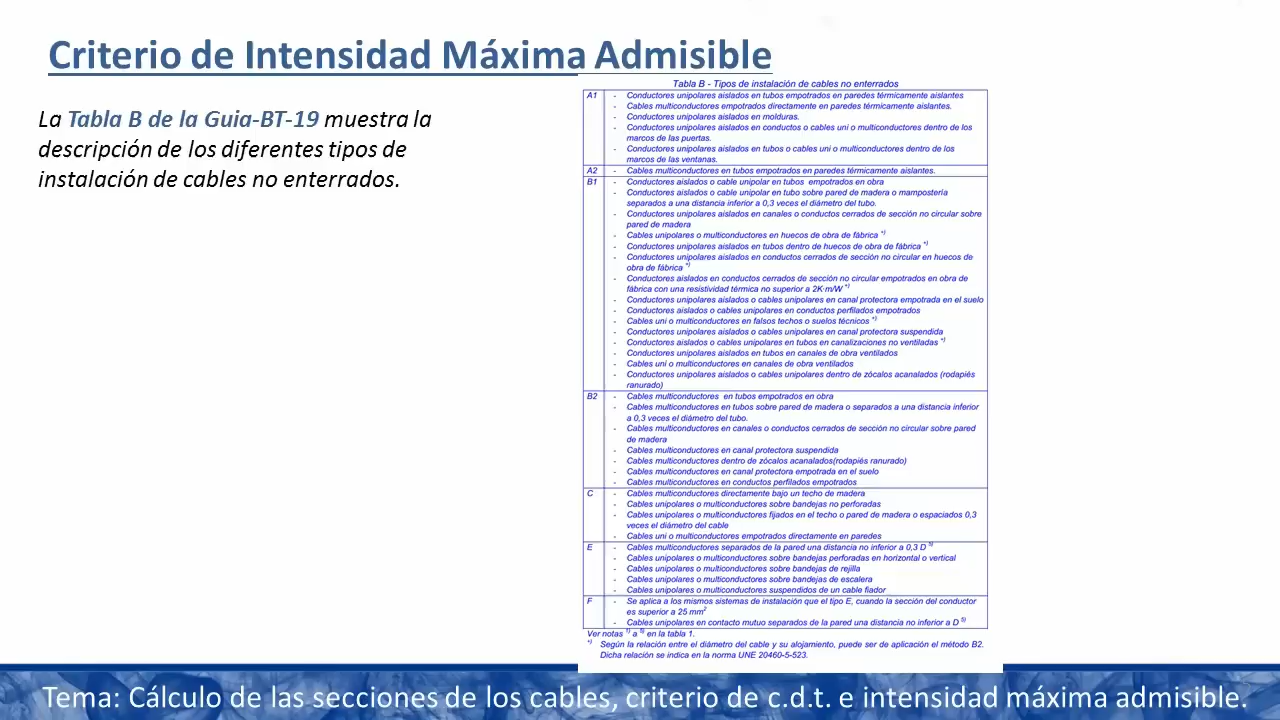 Criterio de Intensidad Máxima Admisible
La Tabla B de la Guia-BT-19 muestra la
descripción de los diferentes tipos de
instalación de cables no enterrados.
Tabla B - Tipos de instalación de cables no enterrados
A1 - Conductores unipolares aislados en tubos empotrados en paredes térmicamente aislantes
- Cables multiconductores empotrados directamente en paredes térmicamente aislantes.
- Conductores unipolares aislados en molduras.
- Conductores unipolares aislados en conductos o cables uni o multiconductores dentro de los
marcos de las puertas.
- Conductores unipolares aislados en tubos o cables uni o multiconductores dentro de los
marcos de las ventanas.
A2 - Cables multiconductores en tubos empotrados en paredes térmicamente aislantes.
B1 - Conductores aislados o cable unipolar en tubos empotrados en obra
- Conductores aislados o cable unipolar en tubo sobre pared de madera o mampostería
separados a una distancia inferior a 0,3 veces el diámetro del tubo.
- Conductores unipolares aislados en canales o conductos cerrados de sección no circular sobre
pared de madera
- Cables unipolares o multiconductores en huecos de obra de fábrica *)
- Conductores unipolares aislados en tubos dentro de huecos de obra de fábrica *)
- Conductores unipolares aislados en conductos cerrados de sección no circular en huecos de
obra de fábrica *)
- Conductores aislados en conductos cerrados de sección no circular empotrados en obra de
fábrica con una resistividad térmica no superior a 2K·m/W *)
- Conductores unipolares aislados o cables unipolares en canal protectora empotrada en el suelo
- Conductores aislados o cables unipolares en conductos perfilados empotrados
- Cables uni o multiconductores en falsos techos o suelos técnicos *)
- Conductores unipolares aislados o cables unipolares en canal protectora suspendida
- Conductores aislados o cables unipolares en tubos en canalizaciones no ventiladas *)
- Conductores unipolares aislados en tubos en canales de obra ventilados
- Cables uni o multiconductores en canales de obra ventilados
- Conductores unipolares aislados o cables unipolares dentro de zócalos acanalados (rodapiés
ranurado)
B2 - Cables multiconductores en tubos empotrados en obra
- Cables multiconductores en tubos sobre pared de madera o separados a una distancia inferior
a 0,3 veces el diámetro del tubo.
- Cables multiconductores en canales o conductos cerrados de sección no circular sobre pared
de madera
- Cables multiconductores en canal protectora suspendida
- Cables multiconductores dentro de zócalos acanalados(rodapiés ranurado)
- Cables multiconductores en canal protectora empotrada en el suelo
- Cables multiconductores en conductos perfilados empotrados
C - Cables multiconductores directamente bajo un techo de madera
- Cables unipolares o multiconductores sobre bandejas no perforadas
- Cables unipolares o multiconductores fijados en el techo o pared de madera o espaciados 0,3
veces el diámetro del cable
- Cables uni o multiconductores empotrados directamente en paredes
E - Cables multiconductores separados de la pared una distancia no inferior a 0,3 D 5)
- Cables unipolares o multiconductores sobre bandejas perforadas en horizontal o vertical
- Cables unipolares o multiconductores sobre bandejas de rejilla
- Cables unipolares o multiconductores sobre bandejas de escalera
- Cables unipolares o multiconductores suspendidos de un cable fiador
F - Se aplica a los mismos sistemas de instalación que el tipo E, cuando la sección del conductor
es superior a 25 mm2
- Cables unipolares en contacto mutuo separados de la pared una distancia no inferior a D 5)
Ver notas 1) a 5) en la tabla 1.
*) Según la relación entre el diámetro del cable y su alojamiento, puede ser de aplicación el método B2.
Dicha relación se indica en la norma UNE 20460-5-523.
Tema: Cálculo de las secciones de los cables, criterio de c.d.t. e intensidad máxima admisible.